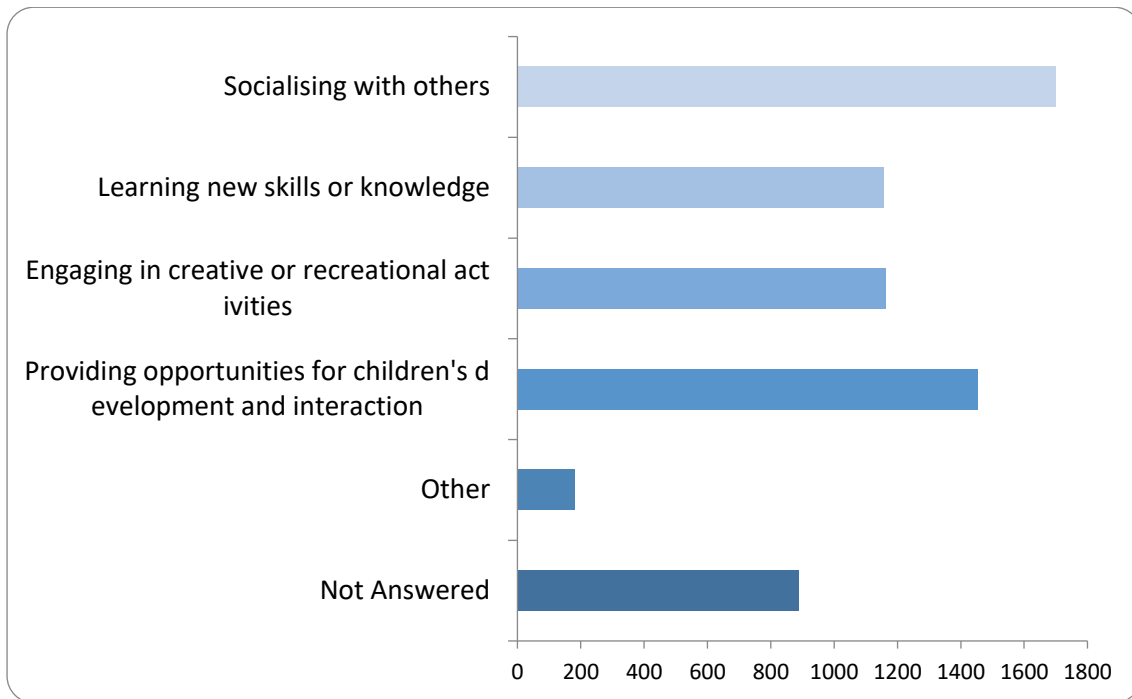 Socialising with others
Learning new skills or knowledge
Engaging in creative or recreational act
ivities
Providing opportunities for children's d
evelopment and interaction
Other
Not Answered
0 200 400 600 800 1000 1200 1400 1600 1800